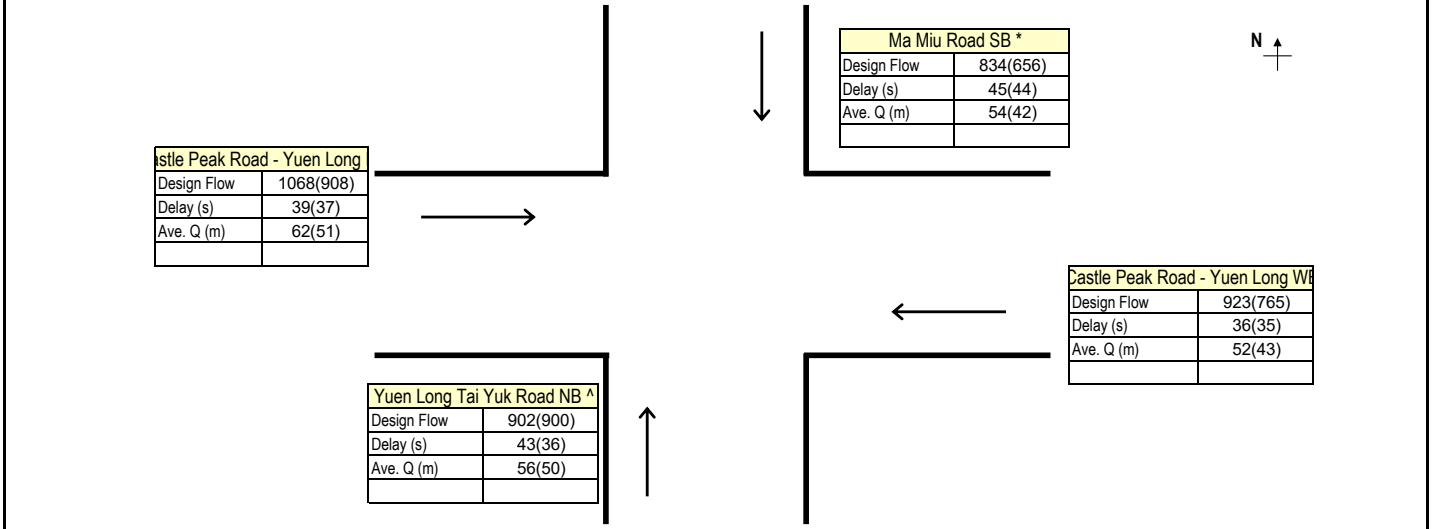 Ma Miu Road SB *
Design Flow 834(656)
Delay (s) 45(44)
Ave. Q (m) 54(42)
N
astle Peak Road - Yuen Long
Design Flow 1068(908)
Delay (s) 39(37)
Ave. Q (m) 62(51)
Castle Peak Road - Yuen Long WB
Design Flow 923(765)
Delay (s) 36(35)
Ave. Q (m) 52(43)
Yuen Long Tai Yuk Road NB ^
Design Flow 902(900)
Delay (s) 43(36)
Ave. Q (m) 56(50)